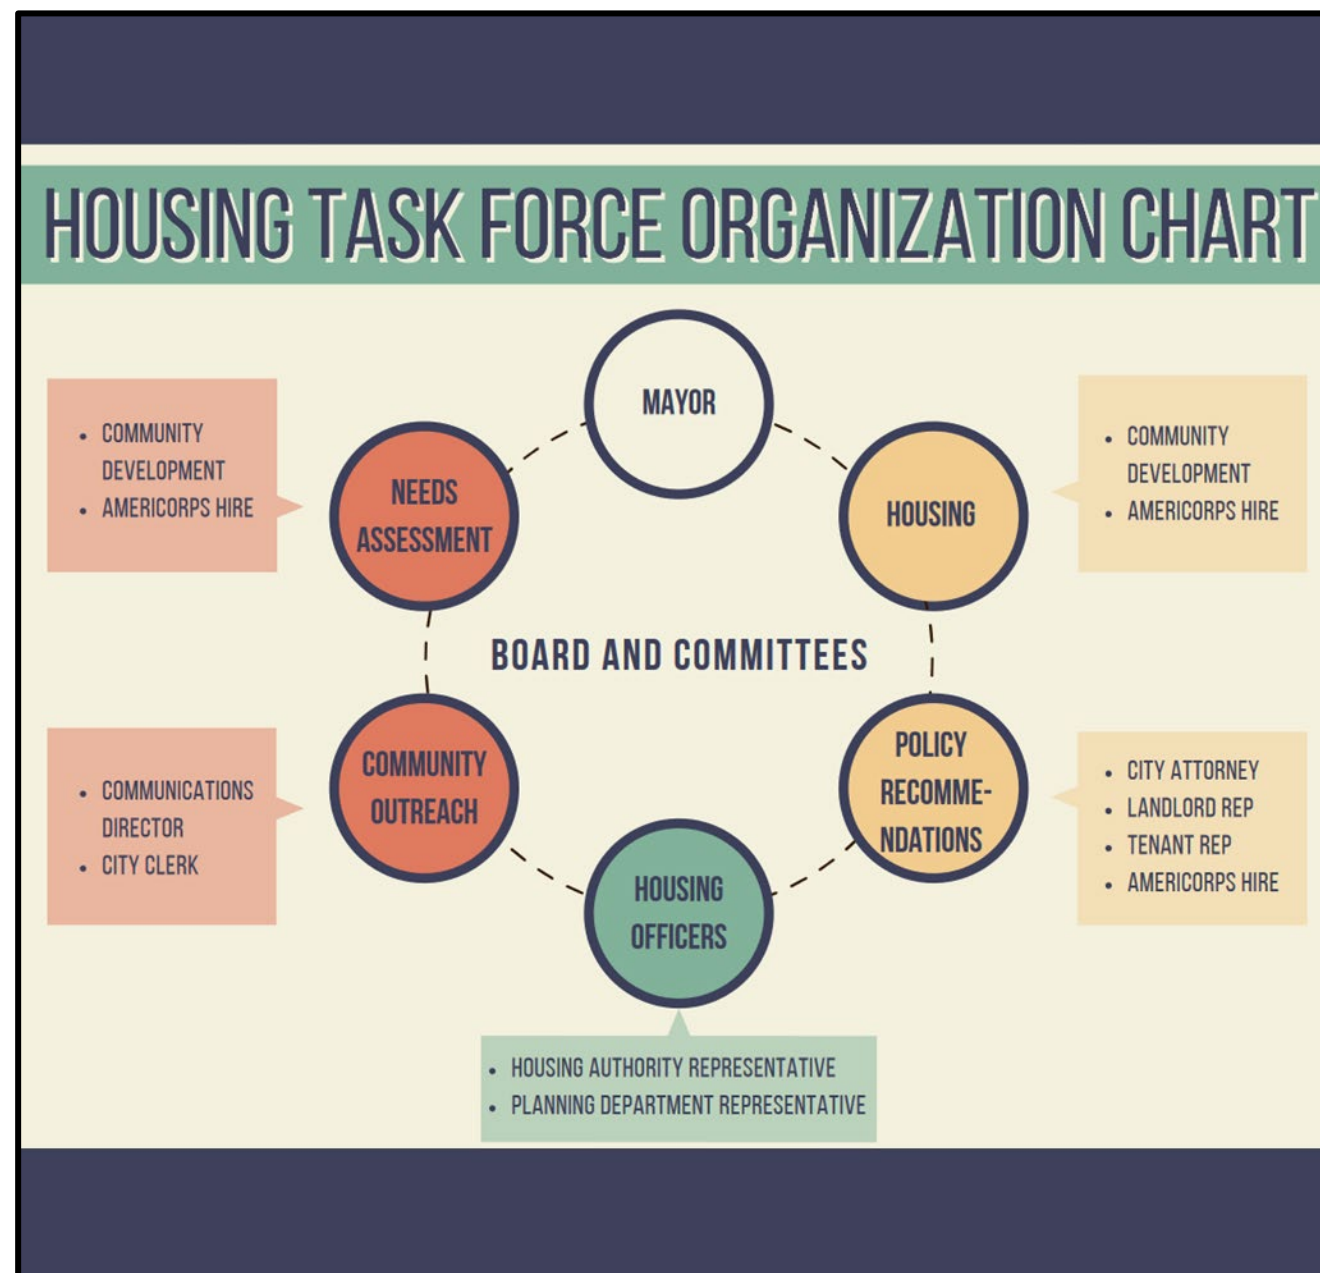 HOUSING TASK FORCE ORGANIZATION CHART
MAYOR
• COMMUNITY
DEVELOPMENT
• AMERICORPS HIRE
NEEDS
ASSESSMENT
HOUSING
• COMMUNITY
DEVELOPMENT
• AMERICORPS HIRE
BOARD AND COMMITTEES
• COMMUNICATIONS
DIRECTOR
• CITY CLERK
COMMUNITY
OUTREACH
POLICY
RECOMME-
NDATIONS
• CITY ATTORNEY
• LANDLORD REP
• TENANT REP
• AMERICORPS HIRE
HOUSING
OFFICERS
• HOUSING AUTHORITY REPRESENTATIVE
• PLANNING DEPARTMENT REPRESENTATIVE